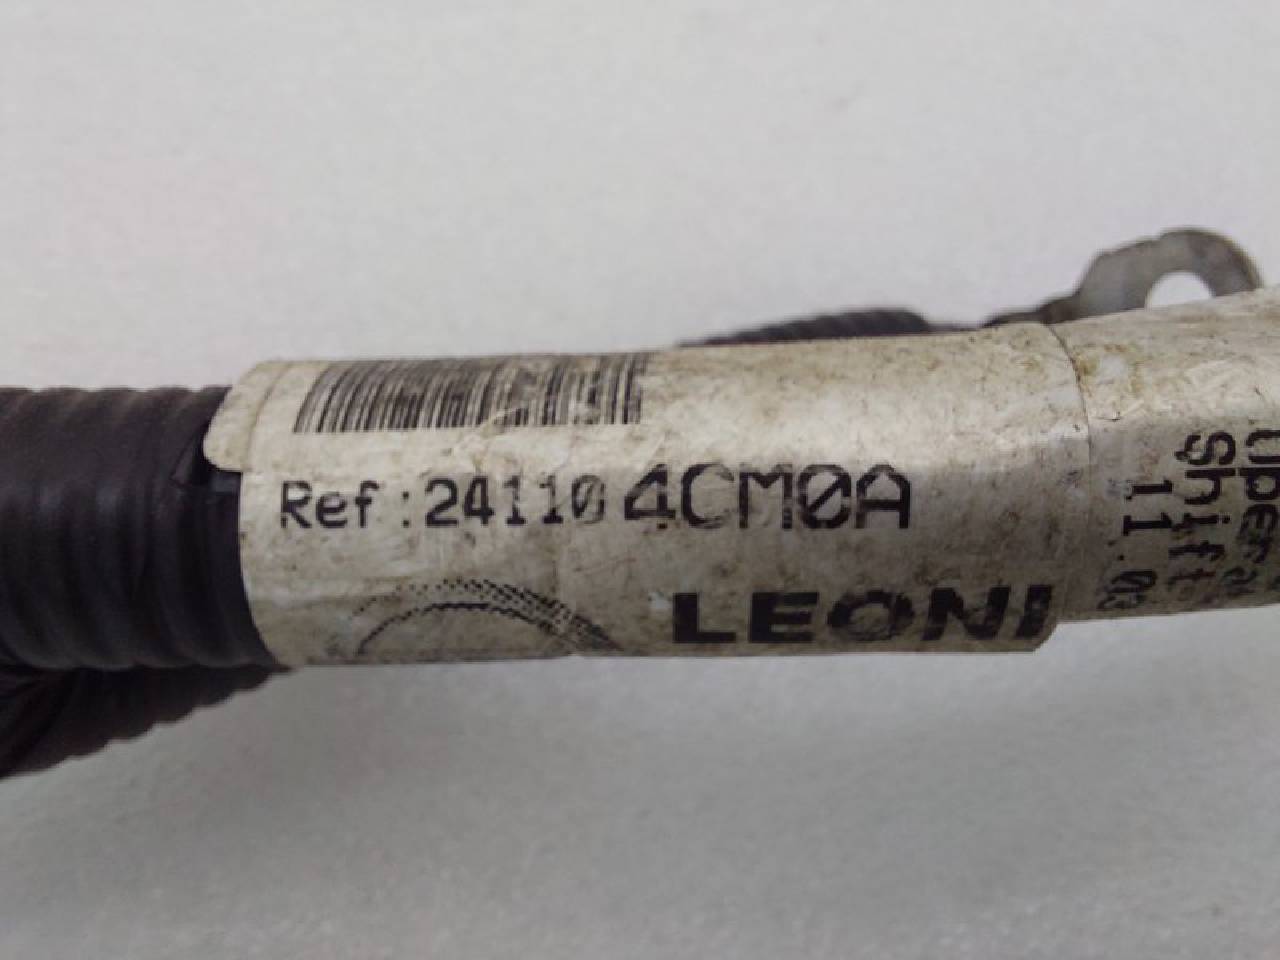 Ref:24110 4CM0A
LEONI
Shift
11.03